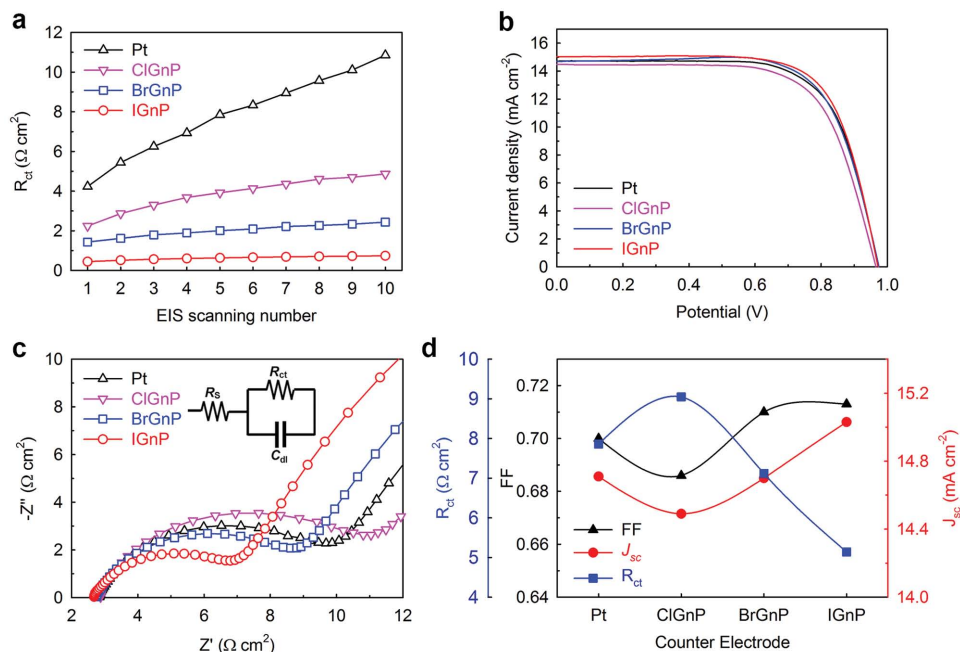 a
12
10
8
6
4
2
0
R_ct (Ω cm²)
Pt
ClGnP
BrGnP
IGnP
1 2 3 4 5 6 7 8 9 10
EIS scanning number
b
16
14
12
10
8
6
4
2
0
Current density (mA cm⁻²)
Pt
ClGnP
BrGnP
IGnP
0.0 0.2 0.4 0.6 0.8 1.0
Potential (V)
c
10
8
6
4
2
0
-Z'' (Ω cm²)
Pt
ClGnP
BrGnP
IGnP
R_S
R_ct
C_dl
2 4 6 8 10 12
Z' (Ω cm²)
d
10
9
8
7
6
5
4
R_ct (Ω cm²)
0.72
0.70
0.68
0.66
0.64
FF
FF
J_sc
R_ct
15.2
14.8
14.4
14.0
J_sc (mA cm⁻²)
Pt ClGnP BrGnP IGnP
Counter Electrode